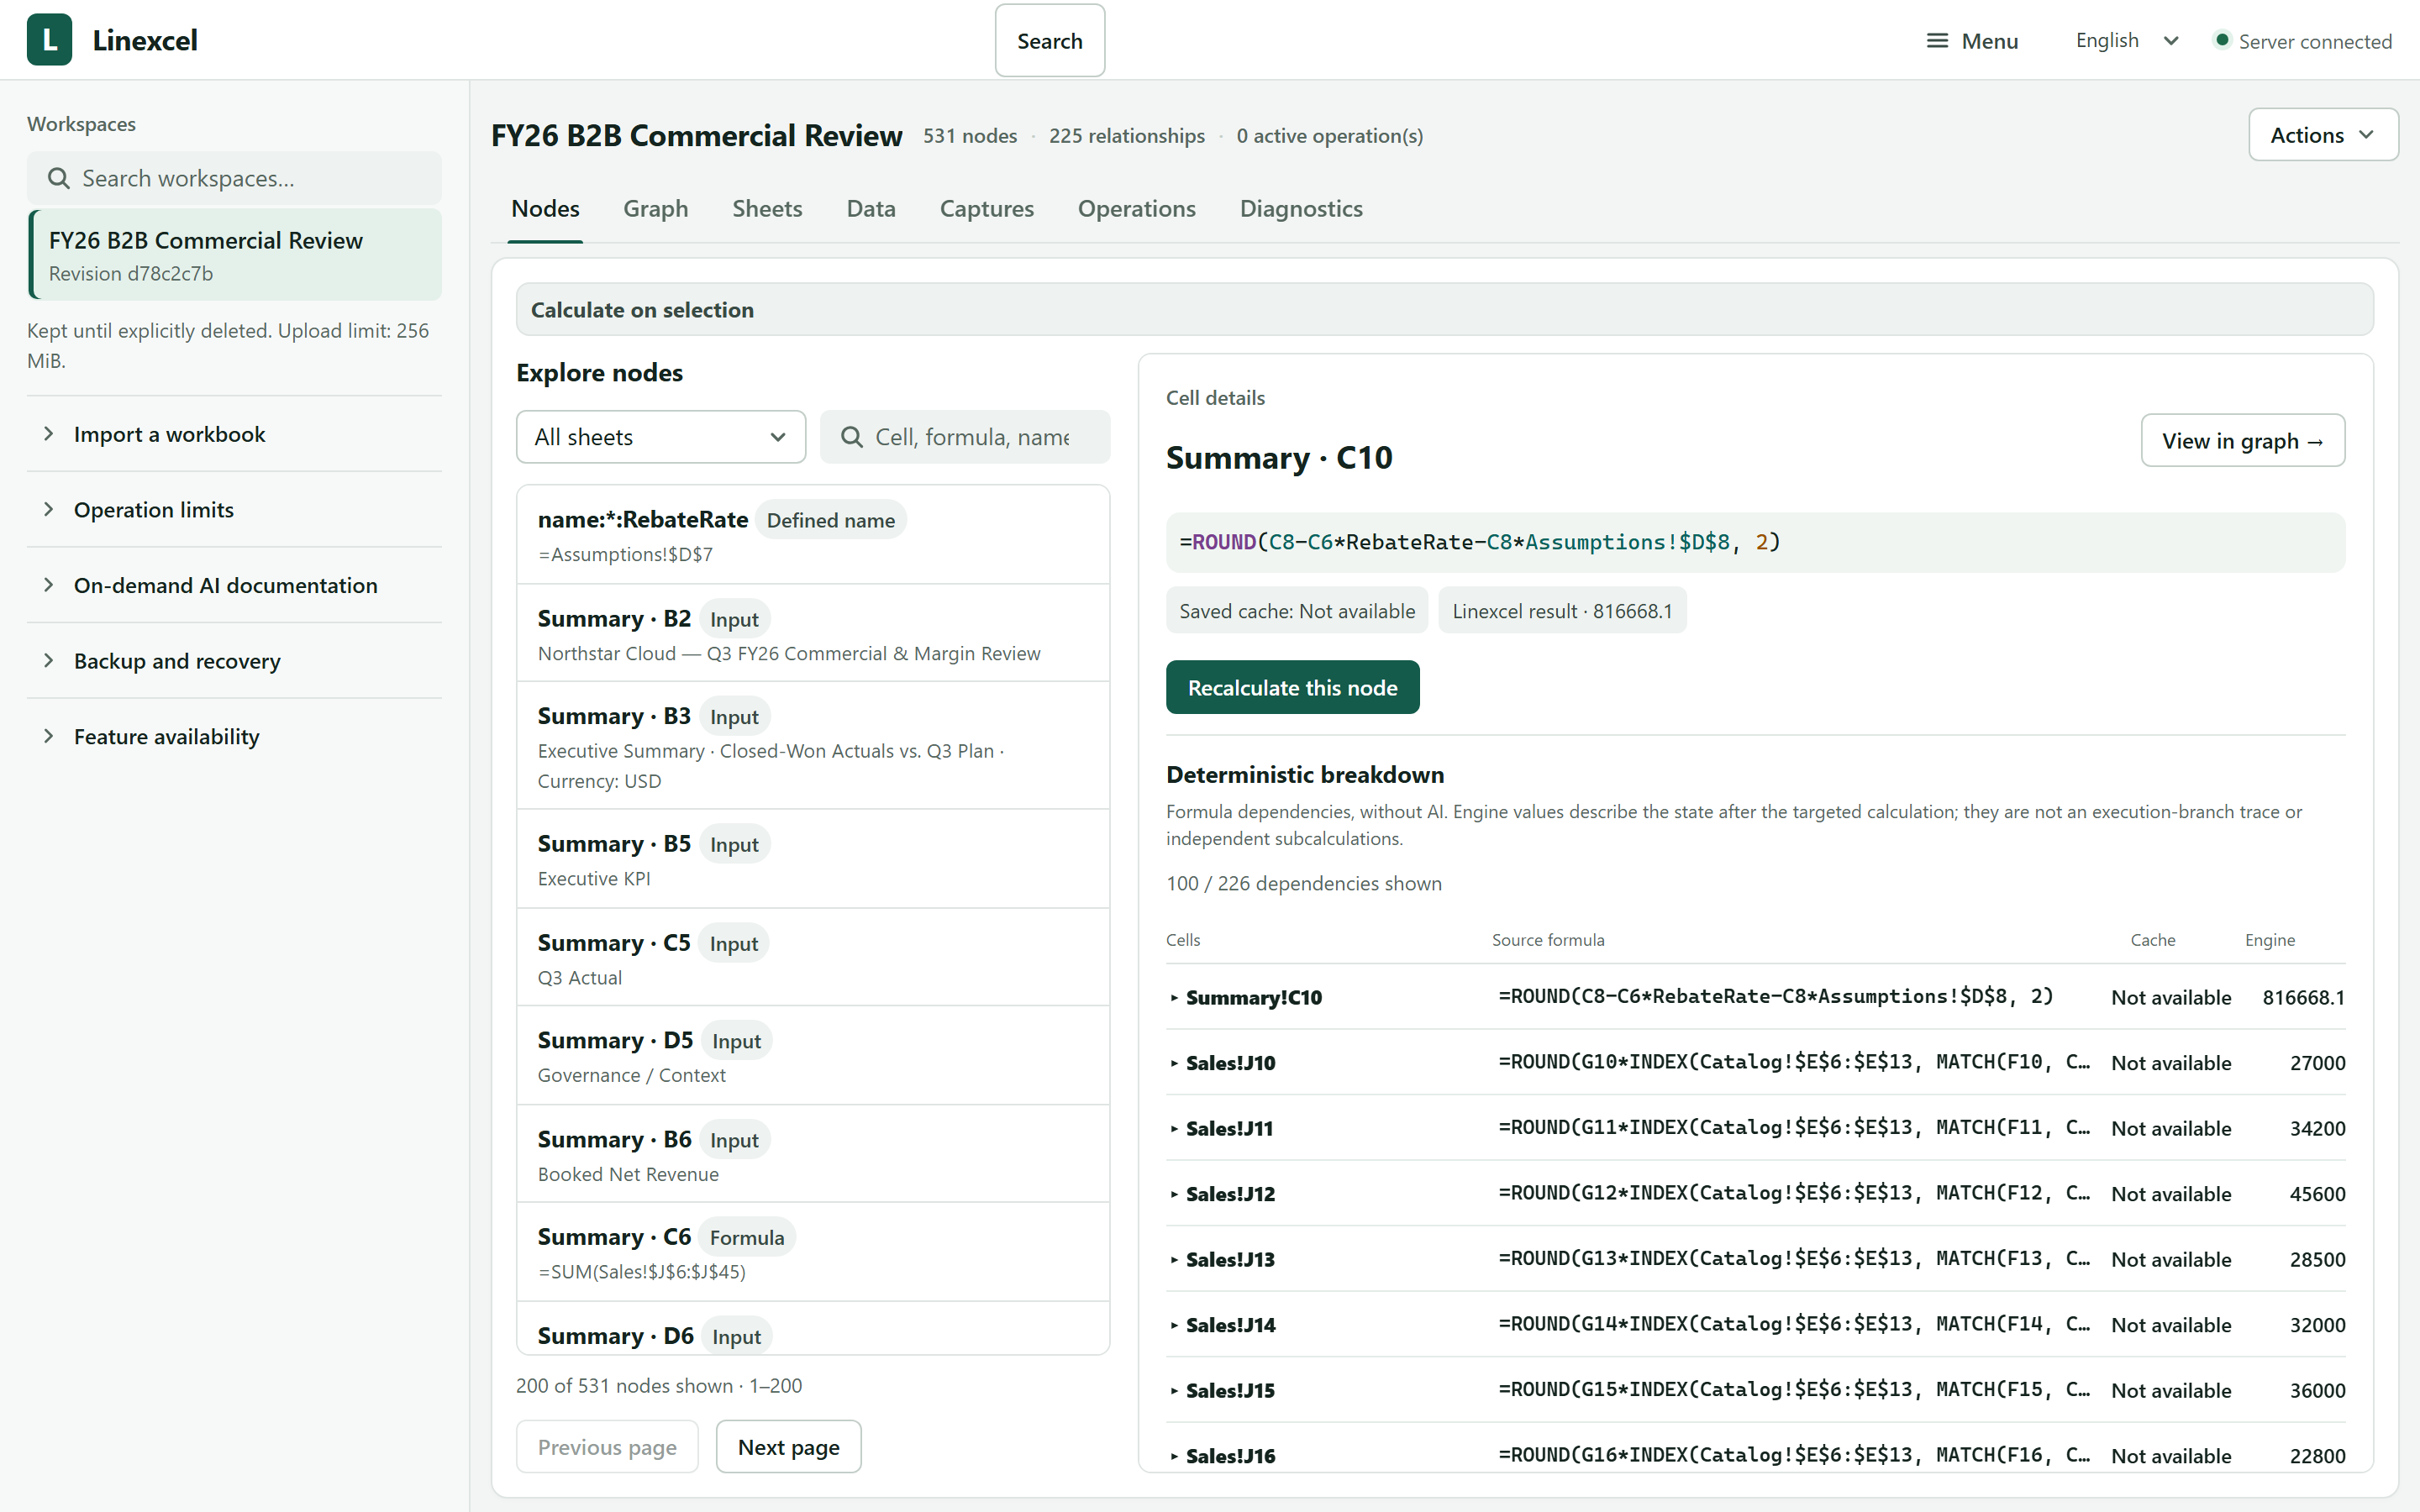 L Linexcel
Search
Menu
English
Server connected
Workspaces
Search workspaces...
FY26 B2B Commercial Review
Revision d78c2c7b
Kept until explicitly deleted. Upload limit: 256
MiB.
Import a workbook
Operation limits
On-demand AI documentation
Backup and recovery
Feature availability
FY26 B2B Commercial Review 531 nodes · 225 relationships · 0 active operation(s)
Actions
Nodes Graph Sheets Data Captures Operations Diagnostics
Calculate on selection
Explore nodes
All sheets
Cell, formula, name
name:*:RebateRate Defined name
=Assumptions!$D$7
Summary · B2 Input
Northstar Cloud — Q3 FY26 Commercial & Margin Review
Summary · B3 Input
Executive Summary · Closed-Won Actuals vs. Q3 Plan ·
Currency: USD
Summary · B5 Input
Executive KPI
Summary · C5 Input
Q3 Actual
Summary · D5 Input
Governance / Context
Summary · B6 Input
Booked Net Revenue
Summary · C6 Formula
=SUM(Sales!$J$6:$J$45)
Summary · D6 Input
200 of 531 nodes shown · 1–200
Previous page
Next page
Cell details
Summary · C10
View in graph →
=ROUND(C8-C6*RebateRate-C8*Assumptions!$D$8, 2)
Saved cache: Not available
Linexcel result · 816668.1
Recalculate this node
Deterministic breakdown
Formula dependencies, without AI. Engine values describe the state after the targeted calculation; they are not an execution-branch trace or
independent subcalculations.
100 / 226 dependencies shown
Cells Source formula Cache Engine
▸ Summary!C10 =ROUND(C8-C6*RebateRate-C8*Assumptions!$D$8, 2) Not available 816668.1
▸ Sales!J10 =ROUND(G10*INDEX(Catalog!$E$6:$E$13, MATCH(F10, C… Not available 27000
▸ Sales!J11 =ROUND(G11*INDEX(Catalog!$E$6:$E$13, MATCH(F11, C… Not available 34200
▸ Sales!J12 =ROUND(G12*INDEX(Catalog!$E$6:$E$13, MATCH(F12, C… Not available 45600
▸ Sales!J13 =ROUND(G13*INDEX(Catalog!$E$6:$E$13, MATCH(F13, C… Not available 28500
▸ Sales!J14 =ROUND(G14*INDEX(Catalog!$E$6:$E$13, MATCH(F14, C… Not available 32000
▸ Sales!J15 =ROUND(G15*INDEX(Catalog!$E$6:$E$13, MATCH(F15, C… Not available 36000
▸ Sales!J16 =ROUND(G16*INDEX(Catalog!$E$6:$E$13, MATCH(F16, C… Not available 22800